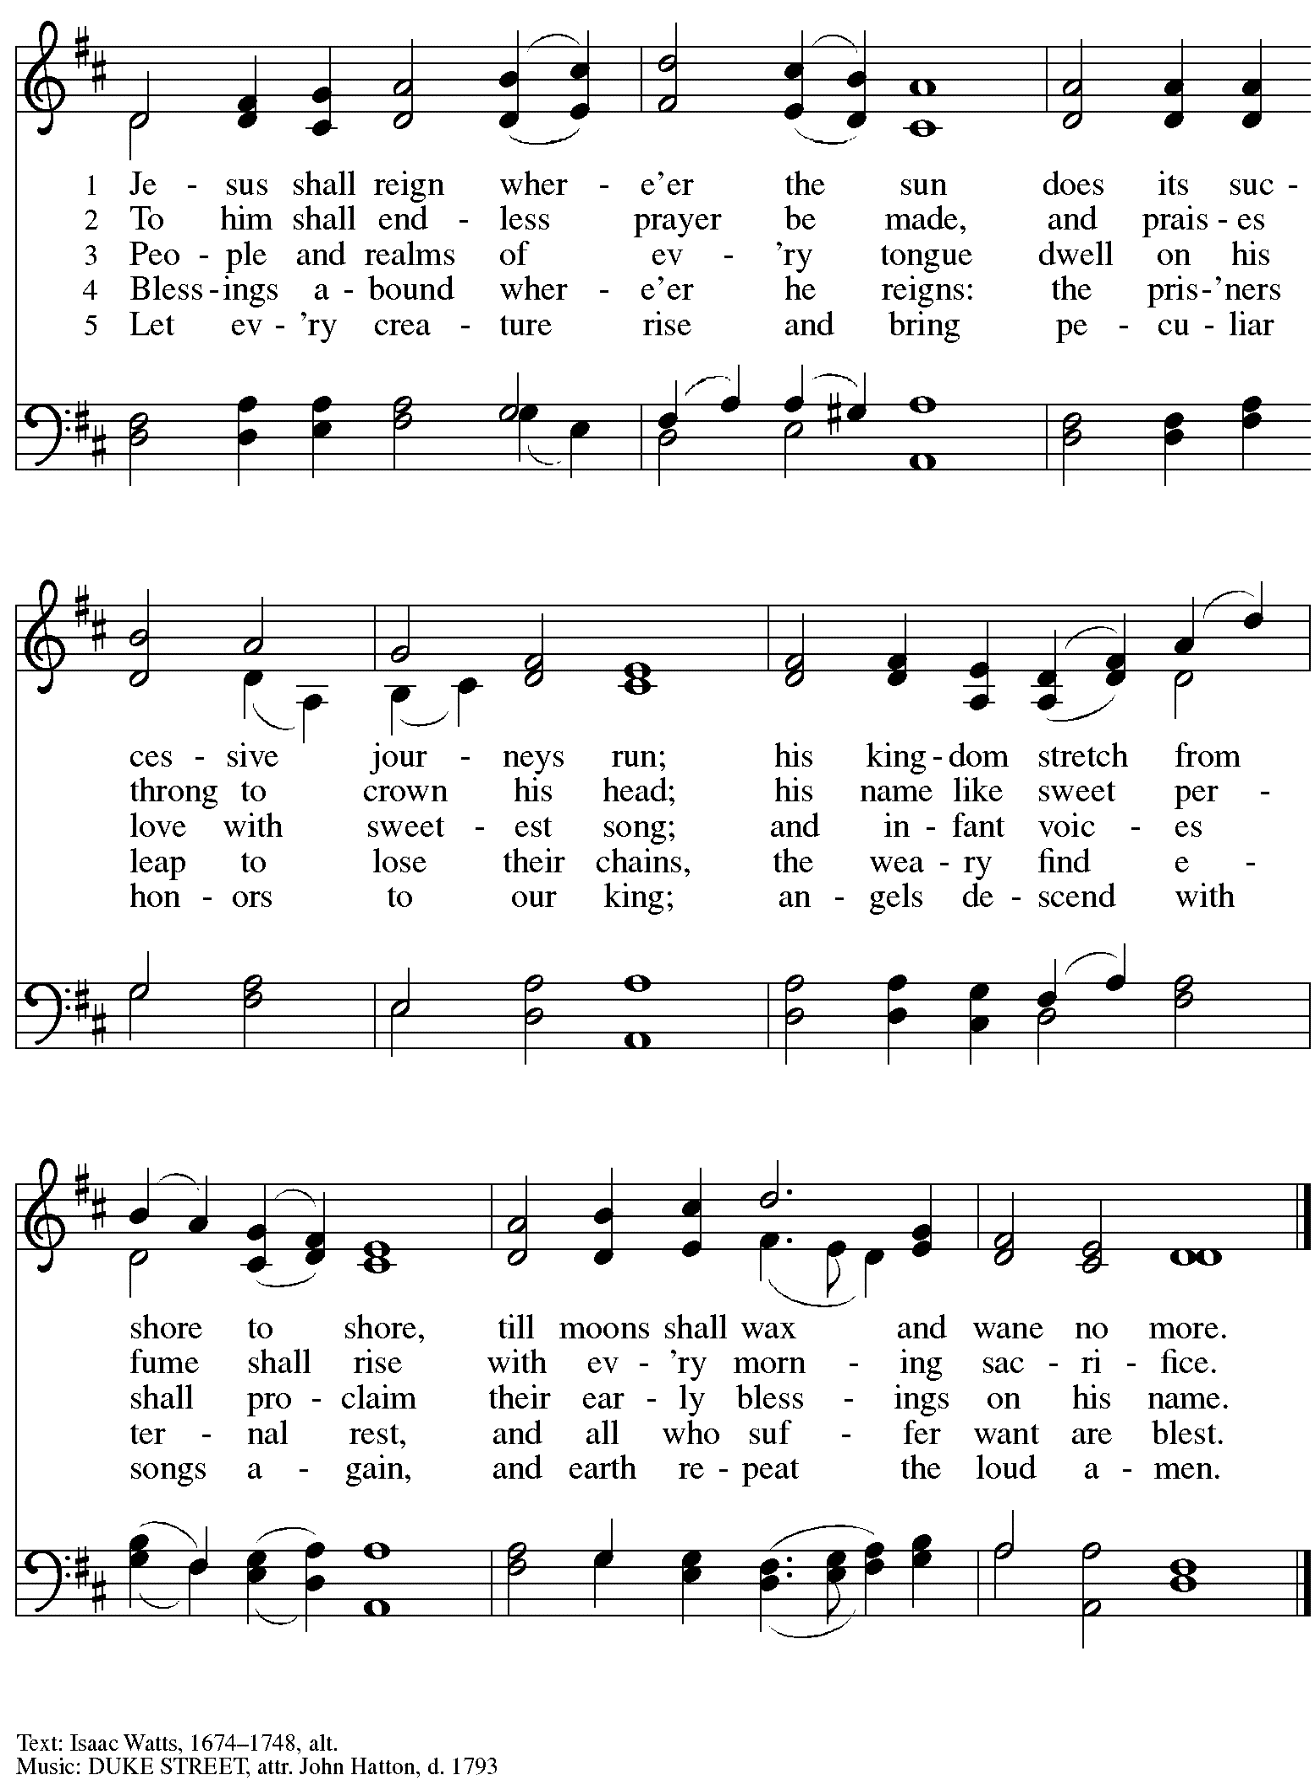 1 Je - sus shall reign wher - e'er the sun does its suc -
2 To him shall end - less prayer be made, and prais - es
3 Peo - ple and realms of ev - 'ry tongue dwell on his
4 Bless - ings a - bound wher - e'er he reigns: the pris - 'ners
5 Let ev - 'ry crea - ture rise and bring pe - cu - liar
ces - sive jour - neys run; his king - dom stretch from
throng to crown his head; his name like sweet per -
love with sweet - est song; and in - fant voic - es
leap to lose their chains, the wea - ry find e -
hon - ors to our king; an - gels de - scend with
shore to shore, till moons shall wax and wane no more.
fume shall rise with ev - 'ry morn - ing sac - ri - fice.
shall pro - claim their ear - ly bless - ings on his name.
ter - nal rest, and all who suf - fer want are blest.
songs a - gain, and earth re - peat the loud a - men.
Text: Isaac Watts, 1674–1748, alt.
Music: DUKE STREET, attr. John Hatton, d. 1793